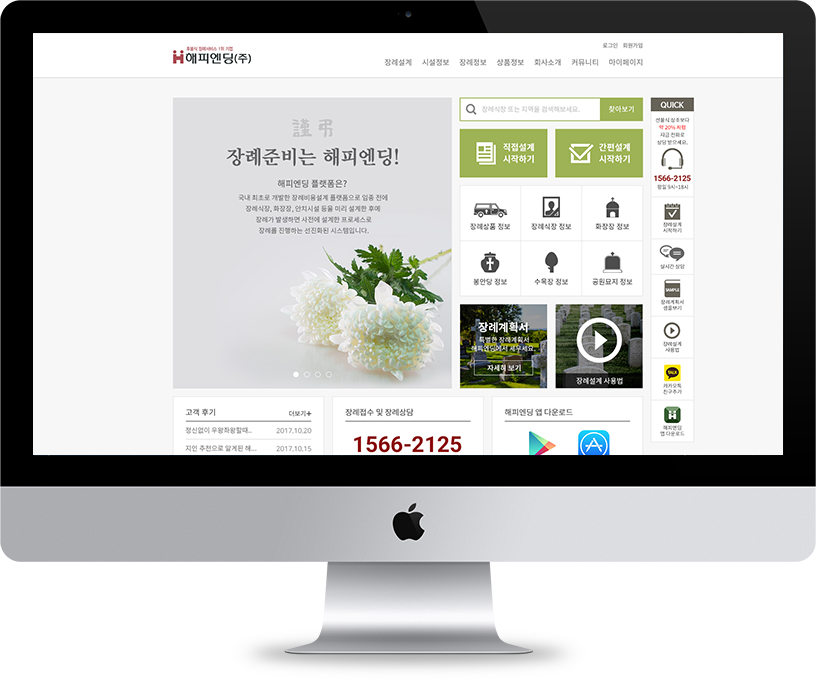 후불식 장례서비스 1위 기업
해피엔딩(주)
로그인 회원가입
장례설계 시설정보 장례정보 상품정보 회사소개 커뮤니티 마이페이지
謹弔
장례준비는 해피엔딩!
해피엔딩 플랫폼은?
국내 최초로 개발한 장례비용설계 플랫폼으로 임종 전에
장례식장, 화장장, 안치시설 등을 미리 설계한 후에
장례가 발생하면 사전에 설계한 프로세스로
장례를 진행하는 선진화된 시스템입니다.
장례식장 또는 지역을 검색해보세요.
찾아보기
직접설계
시작하기
간편설계
시작하기
장례상품 정보
장례식장 정보
화장장 정보
봉안당 정보
수목장 정보
공원묘지 정보
장례계획서
특별한 장례계획서
해피엔딩에서 세우세요.
자세히 보기
장례설계 사용법
QUICK
선불식 상조보다
약 20% 저렴
지금 전화로
상담 받으세요.
1566-2125
평일 9시~18시
장례설계
시작하기
실시간 상담
SAMPLE
장례계획서
샘플보기
장례설계
사용법
TALK
카카오톡
친구추가
해피엔딩
앱 다운로드
고객 후기
더보기+
정신없이 우왕좌왕할때..
2017.10.20
지인 추천으로 알게된 해...
2017.10.15
장례접수 및 장례상담
1566-2125
해피엔딩 앱 다운로드